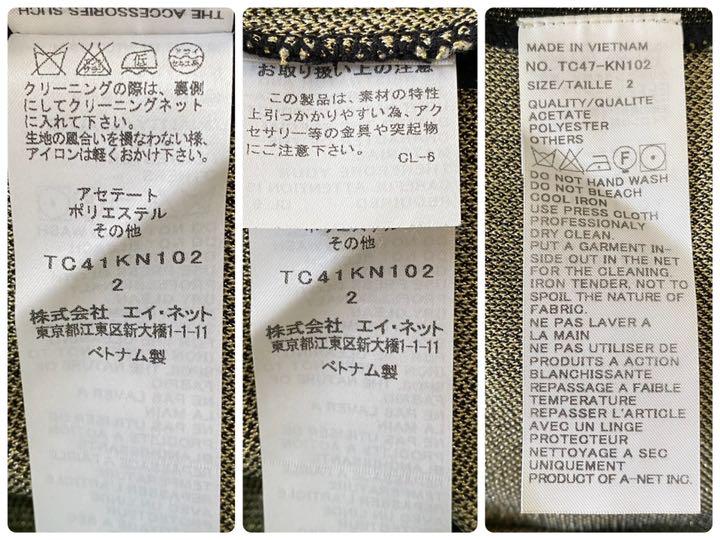 THE ACCESSORIES SUCH
クリーニングの際は、裏側
にしてクリーニングネット
に入れて下さい。
生地の風合いを損なわない様、
アイロンは軽くおかけ下さい。
アセテート
ポリエステル
その他
TC41KN102
2
株式会社 エイ・ネット
東京都江東区新大橋1-1-11
ベトナム製
お取り扱い上の注意
この製品は、素材の特性
上引っかかりやすい為、アク
セサリー等の金具や突起物
にご注意下さい。
CL-6
ポリエステル
その他
TC41KN102
2
株式会社 エイ・ネット
東京都江東区新大橋1-1-11
ベトナム製
MADE IN VIETNAM
NO. TC47-KN102
SIZE/TAILLE 2
QUALITY/QUALITE
ACETATE
POLYESTER
OTHERS
DO NOT HAND WASH
DO NOT BLEACH
COOL IRON
USE PRESS CLOTH
PROFESSIONALY
DRY CLEAN.
PUT A GARMENT IN-
SIDE OUT IN THE NET
FOR THE CLEANING.
IRON TENDER, NOT TO
SPOIL THE NATURE OF
FABRIC.
NE PAS LAVER A
LA MAIN
NE PAS UTILISER DE
PRODUITS A ACTION
BLANCHISSANTE
REPASSAGE A FAIBLE
TEMPERATURE
REPASSER L'ARTICLE
AVEC UN LINGE
PROTECTEUR
NETTOYAGE A SEC
UNIQUEMENT
PRODUCT OF A-NET INC.